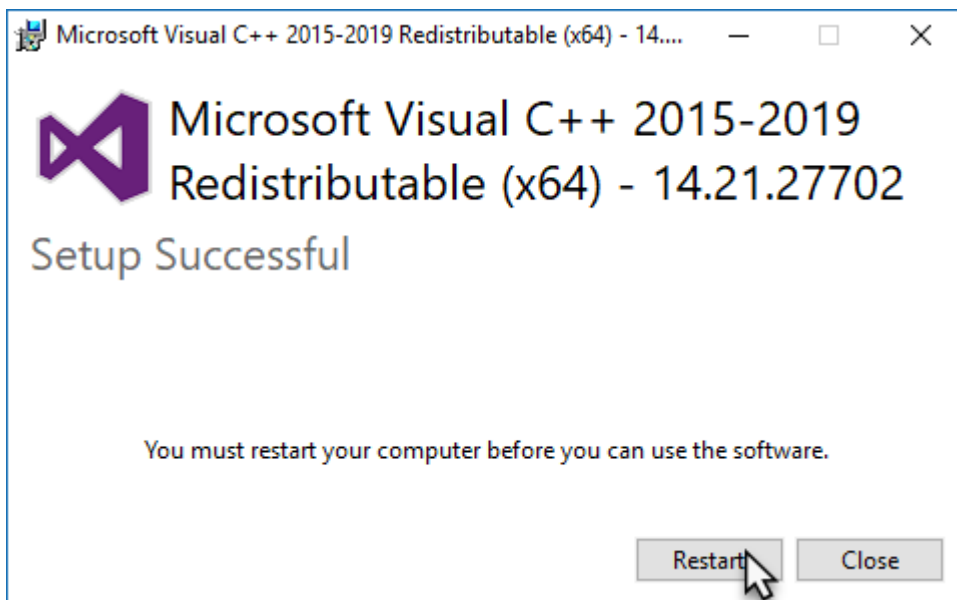 Microsoft Visual C++ 2015-2019 Redistributable (x64) - 14....
Microsoft Visual C++ 2015-2019
Redistributable (x64) - 14.21.27702
Setup Successful
You must restart your computer before you can use the software.
Restart Close